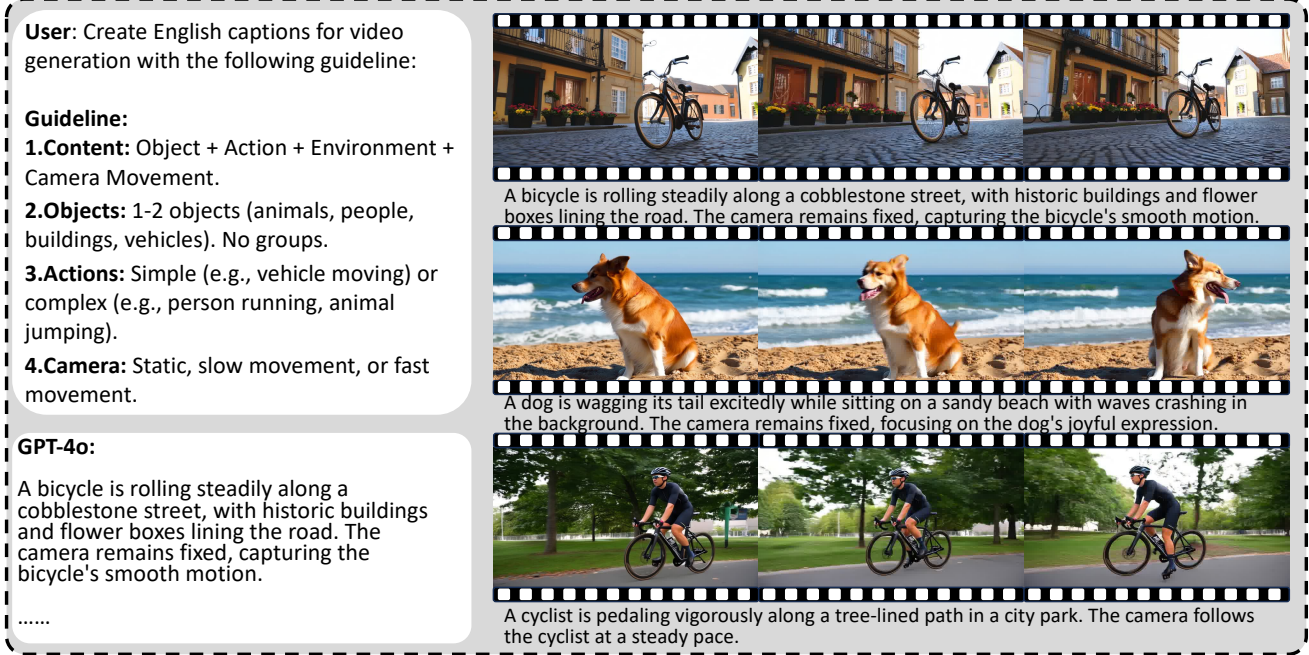 User: Create English captions for video
generation with the following guideline:
Guideline:
1.Content: Object + Action + Environment +
Camera Movement.
2.Objects: 1-2 objects (animals, people,
buildings, vehicles). No groups.
3.Actions: Simple (e.g., vehicle moving) or
complex (e.g., person running, animal
jumping).
4.Camera: Static, slow movement, or fast
movement.
GPT-4o:
A bicycle is rolling steadily along a
cobblestone street, with historic buildings
and flower boxes lining the road. The
camera remains fixed, capturing the
bicycle's smooth motion.
......
A bicycle is rolling steadily along a cobblestone street, with historic buildings and flower
boxes lining the road. The camera remains fixed, capturing the bicycle's smooth motion.
A dog is wagging its tail excitedly while sitting on a sandy beach with waves crashing in
the background. The camera remains fixed, focusing on the dog's joyful expression.
A cyclist is pedaling vigorously along a tree-lined path in a city park. The camera follows
the cyclist at a steady pace.